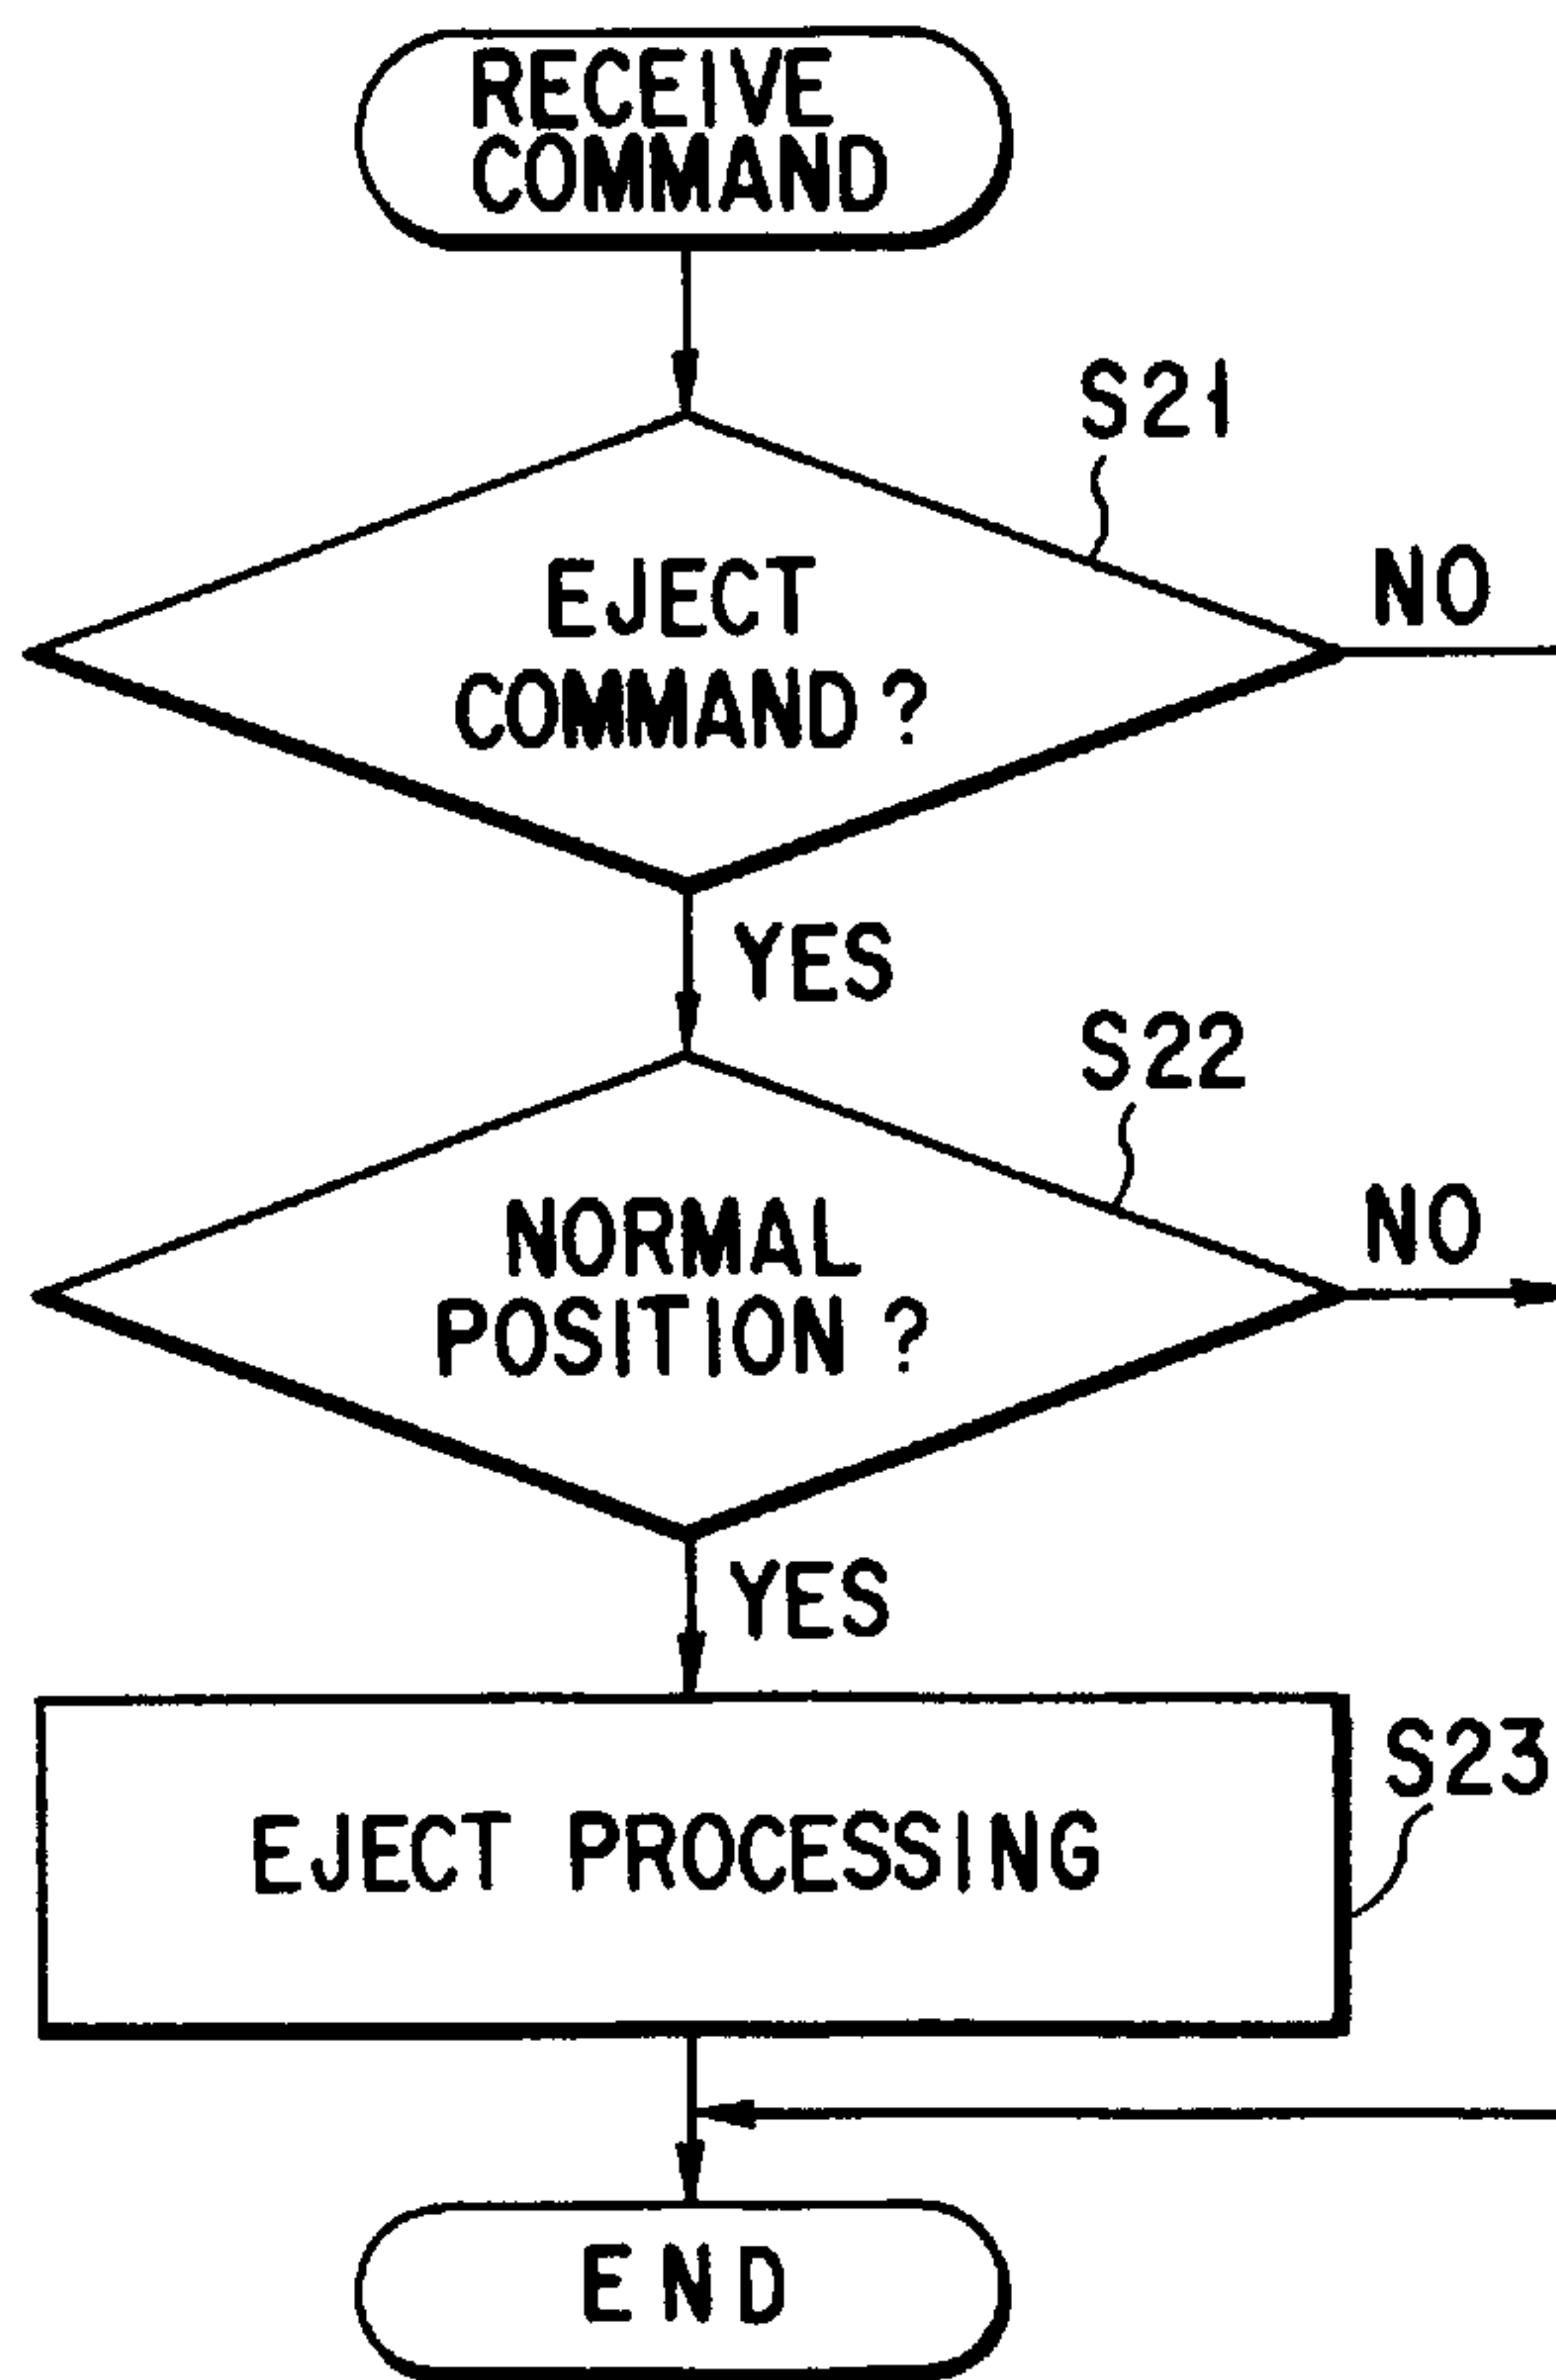 RECEIVE
COMMAND
S21
EJECT
COMMAND ?
NO
YES
S22
NORMAL
POSITION ?
NO
YES
S23
EJECT PROCESSING
END